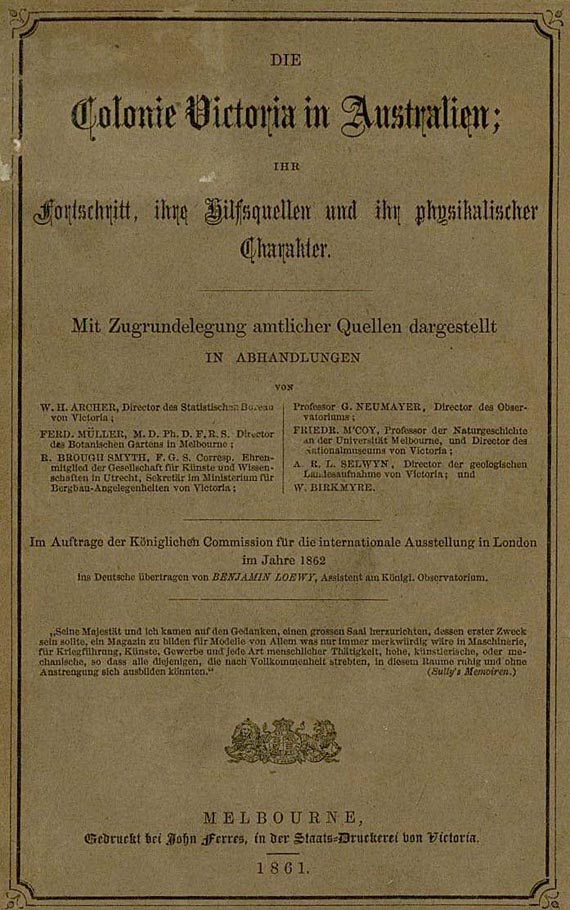 DIE
Colonie Victoria in Australien;
IHR
Fortschritt, ihre Hilfsquellen und ihr physikalischer
Charakter.
Mit Zugrundelegung amtlicher Quellen dargestellt
IN ABHANDLUNGEN
VON
W. H. ARCHER, Director des Statistischen Bureau
von Victoria;
FERD. MÜLLER, M. D. Ph. D. F. R. S. Director
des Botanischen Gartens in Melbourne;
R. BROUGH SMYTH, F. G. S. Corresp. Ehren-
mitglied der Gesellschaft für Künste und Wissen-
schaften in Utrecht, Sekretär im Ministerium für
Bergbau-Angelegenheiten von Victoria;
Professor G. NEUMAYER, Director des Obser-
vatoriums;
FRIEDR. M'COY, Professor der Naturgeschichte
an der Universität Melbourne, und Director des
Nationalmuseums von Victoria;
A. R. L. SELWYN, Director der geologischen
Landesaufnahme von Victoria; und
W. BIRKMYRE.
Im Auftrage der Königlichen Commission für die internationale Ausstellung in London
im Jahre 1862
ins Deutsche übertragen von BENJAMIN LOEWY, Assistent am Königl. Observatorium.
„Seine Majestät und ich kamen auf den Gedanken, einen grossen Saal herzurichten, dessen erster Zweck
sein sollte, ein Magazin zu bilden für Modelle von Allem was nur immer merkwürdig wäre in Maschinerie,
für Kriegführung, Künste, Gewerbe und jede Art menschlicher Thätigkeit, hohe, künstlerische, oder me-
chanische, so dass alle diejenigen, die nach Vollkommenheit strebten, in diesem Raume ruhig und ohne
Anstrengung sich ausbilden könnten.“ (Sully's Memoiren.)
MELBOURNE,
Gedruckt bei John Ferres, in der Staats-Druckerei von Victoria.
1861.